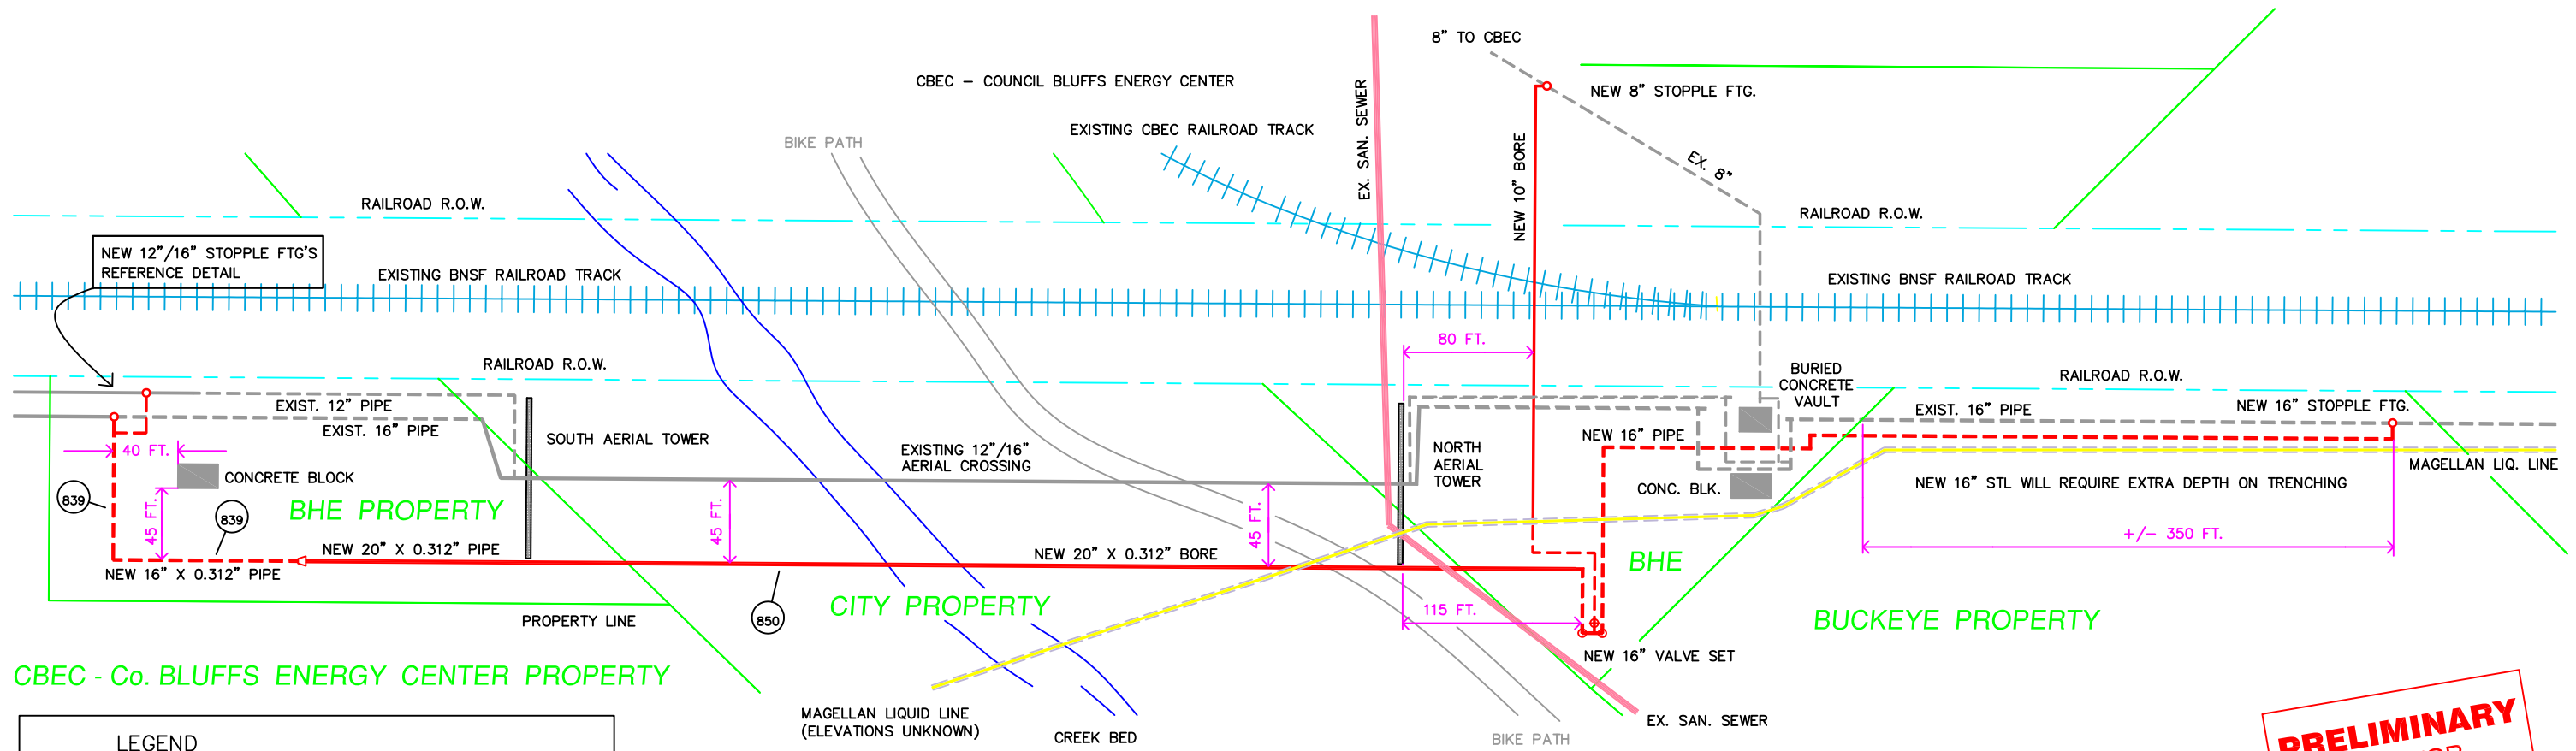 8" TO CBEC
CBEC – COUNCIL BLUFFS ENERGY CENTER
EX. SAN. SEWER
NEW 8" STOPPLE FTG.
EXISTING CBEC RAILROAD TRACK
BIKE PATH
NEW 10" BORE
EX. 8"
RAILROAD R.O.W.
RAILROAD R.O.W.
NEW 12"/16" STOPPLE FTG'S
REFERENCE DETAIL
EXISTING BNSF RAILROAD TRACK
EXISTING BNSF RAILROAD TRACK
80 FT.
RAILROAD R.O.W.
BURIED
CONCRETE
VAULT
RAILROAD R.O.W.
EXIST. 12" PIPE
EXIST. 16" PIPE
EXIST. 16" PIPE
NEW 16" STOPPLE FTG.
SOUTH AERIAL TOWER
EXISTING 12"/16"
AERIAL CROSSING
NORTH
AERIAL
TOWER
NEW 16" PIPE
40 FT.
CONCRETE BLOCK
MAGELLAN LIQ. LINE
CONC. BLK.
NEW 16" STL WILL REQUIRE EXTRA DEPTH ON TRENCHING
839
839
45 FT.
BHE PROPERTY
45 FT.
45 FT.
+/- 350 FT.
NEW 20" X 0.312" PIPE
NEW 20" X 0.312" BORE
BHE
NEW 16" X 0.312" PIPE
CITY PROPERTY
115 FT.
850
PROPERTY LINE
BUCKEYE PROPERTY
NEW 16" VALVE SET
CBEC - Co. BLUFFS ENERGY CENTER PROPERTY
MAGELLAN LIQUID LINE
(ELEVATIONS UNKNOWN)
CREEK BED
EX. SAN. SEWER
BIKE PATH
LEGEND
PRELIMINARY